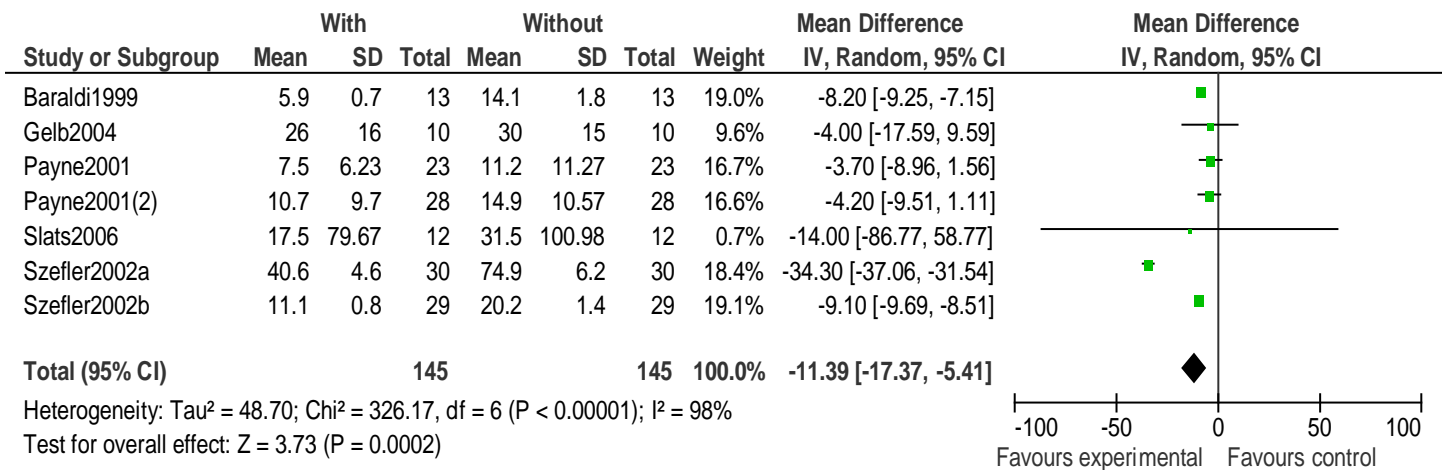 With Without Mean Difference Mean Difference
Study or Subgroup Mean SD Total Mean SD Total Weight IV, Random, 95% CI IV, Random, 95% CI
Baraldi1999 5.9 0.7 13 14.1 1.8 13 19.0% -8.20 [-9.25, -7.15]
Gelb2004 26 16 10 30 15 10 9.6% -4.00 [-17.59, 9.59]
Payne2001 7.5 6.23 23 11.2 11.27 23 16.7% -3.70 [-8.96, 1.56]
Payne2001(2) 10.7 9.7 28 14.9 10.57 28 16.6% -4.20 [-9.51, 1.11]
Slats2006 17.5 79.67 12 31.5 100.98 12 0.7% -14.00 [-86.77, 58.77]
Szefler2002a 40.6 4.6 30 74.9 6.2 30 18.4% -34.30 [-37.06, -31.54]
Szefler2002b 11.1 0.8 29 20.2 1.4 29 19.1% -9.10 [-9.69, -8.51]
Total (95% CI) 145 145 100.0% -11.39 [-17.37, -5.41]
Heterogeneity: Tau² = 48.70; Chi² = 326.17, df = 6 (P < 0.00001); I² = 98%
Test for overall effect: Z = 3.73 (P = 0.0002)
-100 -50 0 50 100
Favours experimental Favours control